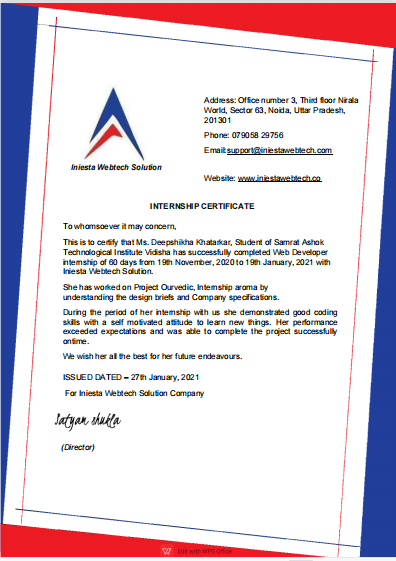 Address: Office number 3, Third floor Nirala
World, Sector 63, Noida, Uttar Pradesh,
201301
Phone: 079058 29756
Email:support@iniestawebtech.com
Iniesta Webtech Solution
Website: www.iniestawebtech.co
INTERNSHIP CERTIFICATE
To whomsoever it may concern,
This is to certify that Ms. Deepshikha Khatarkar, Student of Samrat Ashok
Technological Institute Vidisha has successfully completed Web Developer
internship of 60 days from 19th November, 2020 to 19th January, 2021 with
Iniesta Webtech Solution.
She has worked on Project Ourvedic, Internship aroma by
understanding the design briefs and Company specifications.
During the period of her internship with us she demonstrated good coding
skills with a self motivated attitude to learn new things. Her performance
exceeded expectations and was able to complete the project successfully
ontime.
We wish her all the best for her future endeavours.
ISSUED DATED – 27th January, 2021
For Iniesta Webtech Solution Company
Satyam shukla
(Director)
Edit with WPS Office